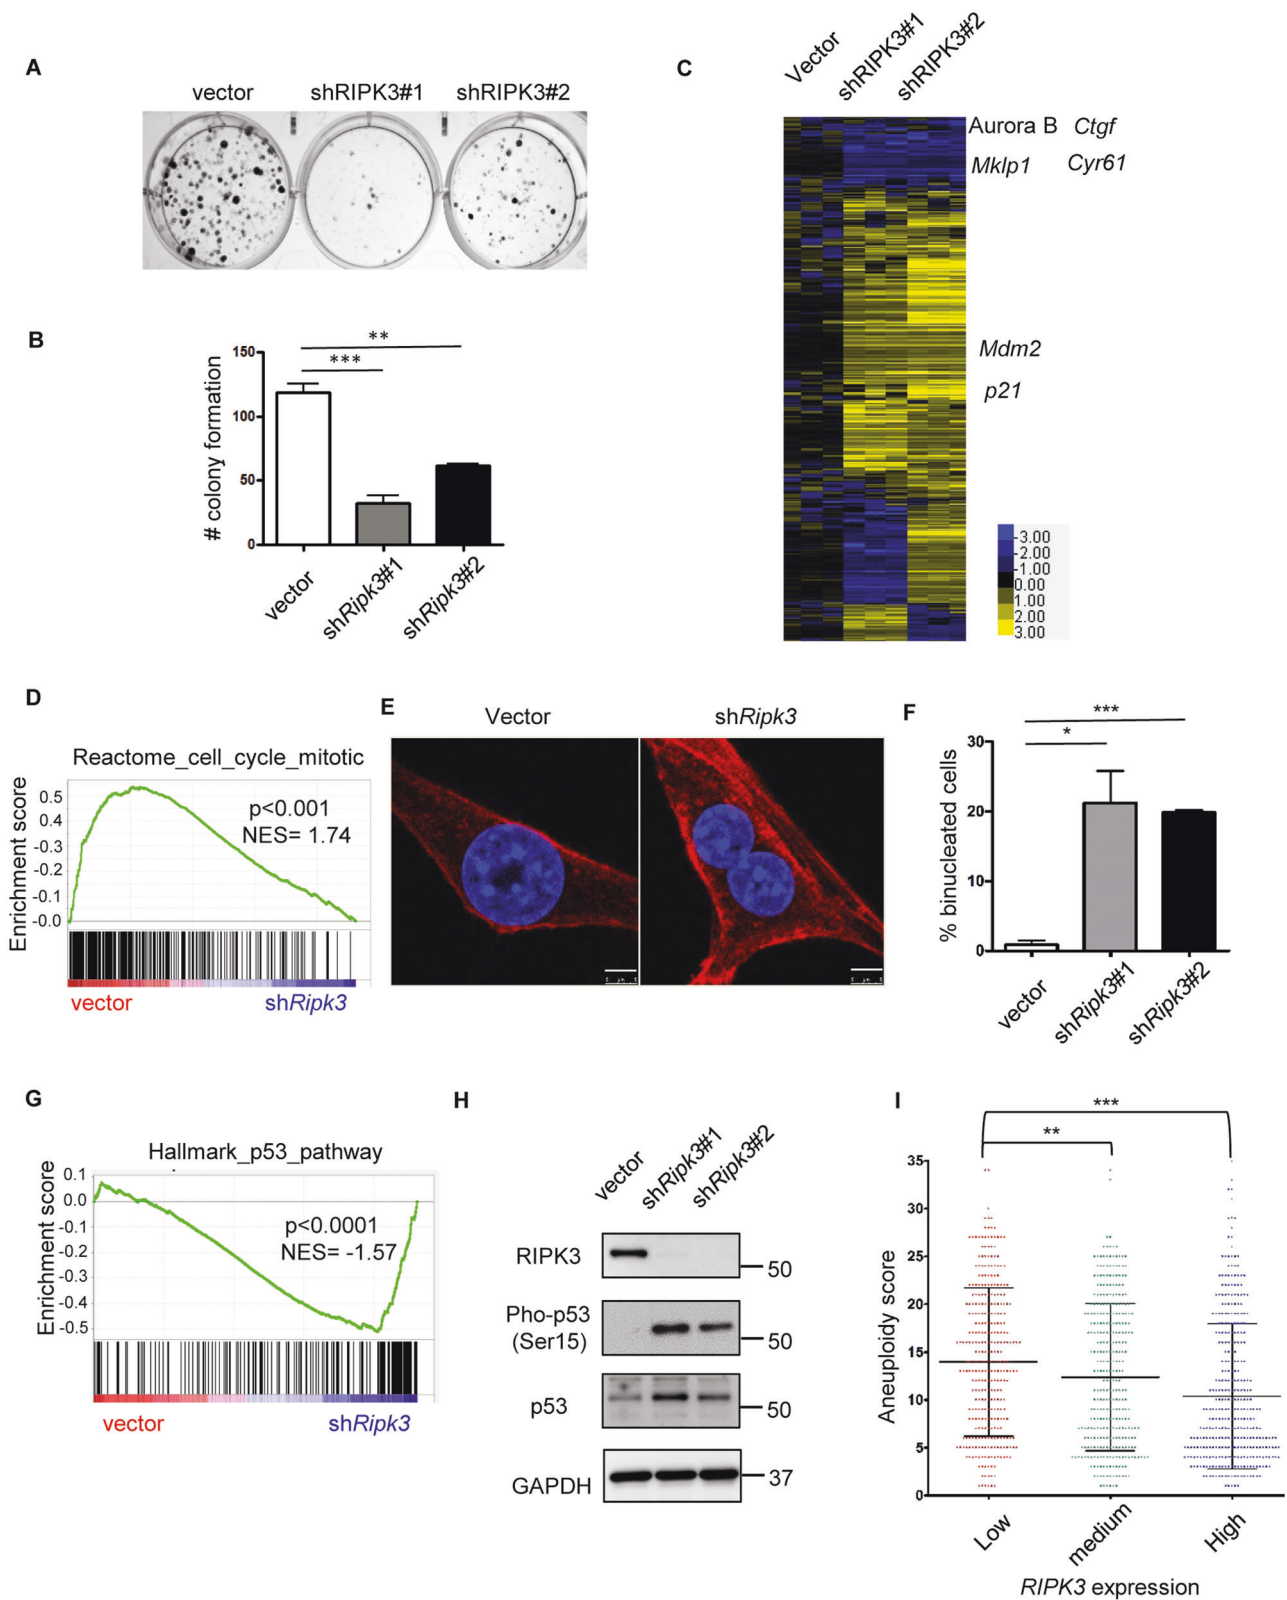 A
vector
shRIPK3#1
shRIPK3#2
B
# colony formation
150
100
50
0
**
***
vector
shRipk3#1
shRipk3#2
C
Vector
shRIPK3#1
shRIPK3#2
Aurora B
Ctgf
Mklp1
Cyr61
Mdm2
p21
-3.00
-2.00
-1.00
0.00
1.00
2.00
3.00
D
Reactome_cell_cycle_mitotic
Enrichment score
0.5
0.4
-0.3
-0.2
-0.1
-0.0
p<0.001
NES= 1.74
vector
shRipk3
E
Vector
shRipk3
F
% binucleated cells
30
20
10
0
***
*
vector
shRipk3#1
shRipk3#2
G
Hallmark_p53_pathway
Enrichment score
0.1
0.0
-0.1
-0.2
-0.3
-0.4
-0.5
p<0.0001
NES= -1.57
vector
shRipk3
H
vector
shRipk3#1
shRipk3#2
RIPK3
50
Pho-p53
(Ser15)
50
p53
50
GAPDH
37
I
***
**
Aneuploidy score
35
30
25
20
15
10
5
0
Low
medium
High
RIPK3 expression